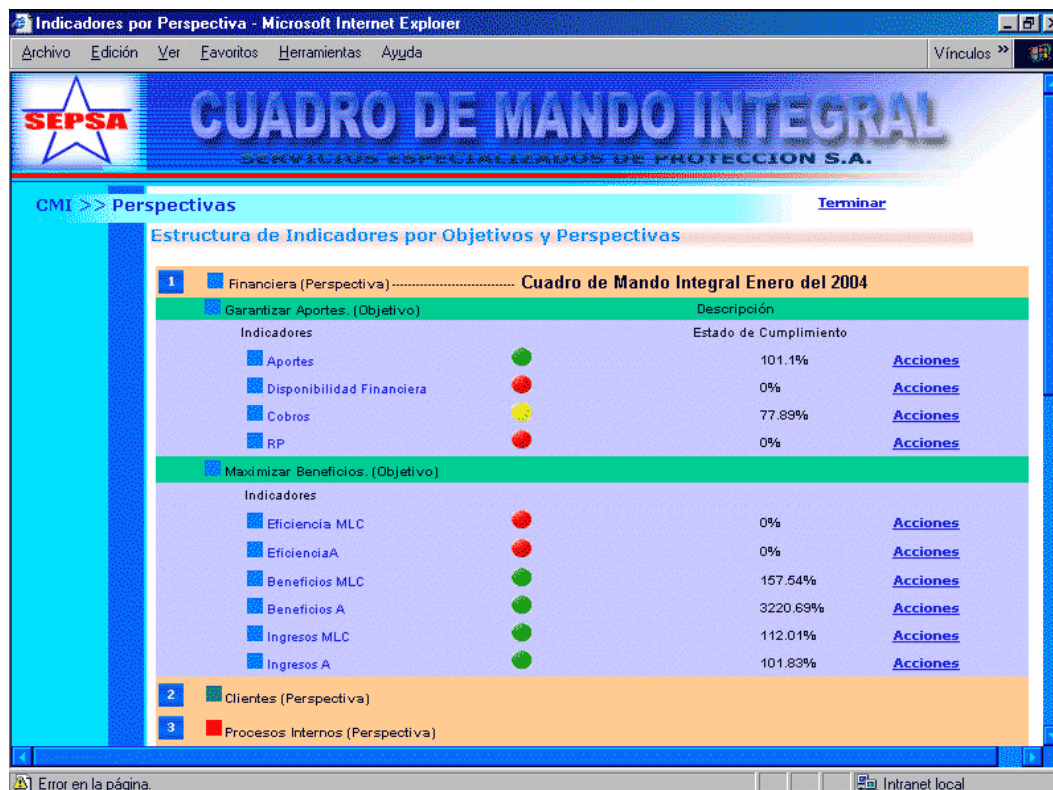 Indicadores por Perspectiva - Microsoft Internet Explorer
Archivo Edición Ver Favoritos Herramientas Ayuda Vínculos »
SEPSA
CUADRO DE MANDO INTEGRAL
SERVICIOS ESPECIALIZADOS DE PROTECCION S.A.
CMI >> Perspectivas Terminar
Estructura de Indicadores por Objetivos y Perspectivas
1 Financiera (Perspectiva) ------------------------------ Cuadro de Mando Integral Enero del 2004
Garantizar Aportes. (Objetivo) Descripción
Indicadores Estado de Cumplimiento
Aportes 101.1% Acciones
Disponibilidad Financiera 0% Acciones
Cobros 77.89% Acciones
RP 0% Acciones
Maximizar Beneficios. (Objetivo)
Indicadores
Eficiencia MLC 0% Acciones
EficienciaA 0% Acciones
Beneficios MLC 157.54% Acciones
Beneficios A 3220.69% Acciones
Ingresos MLC 112.01% Acciones
Ingresos A 101.83% Acciones
2 Clientes (Perspectiva)
3 Procesos Internos (Perspectiva)
Error en la página. Intranet local